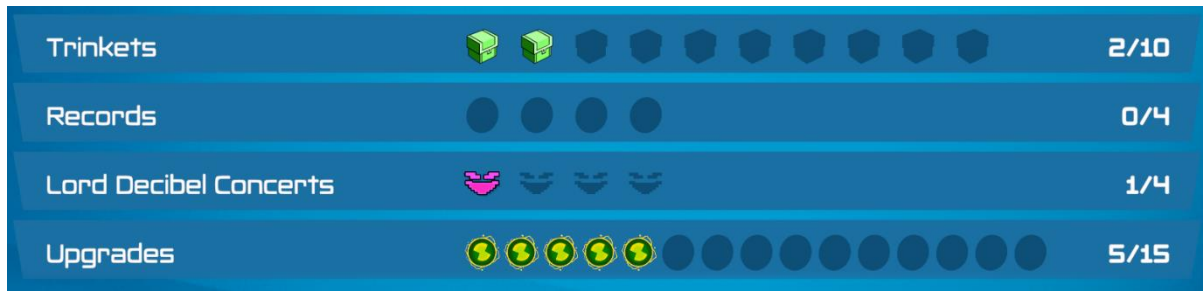 Trinkets 2/10
Records 0/4
Lord Decibel Concerts 1/4
Upgrades 5/15